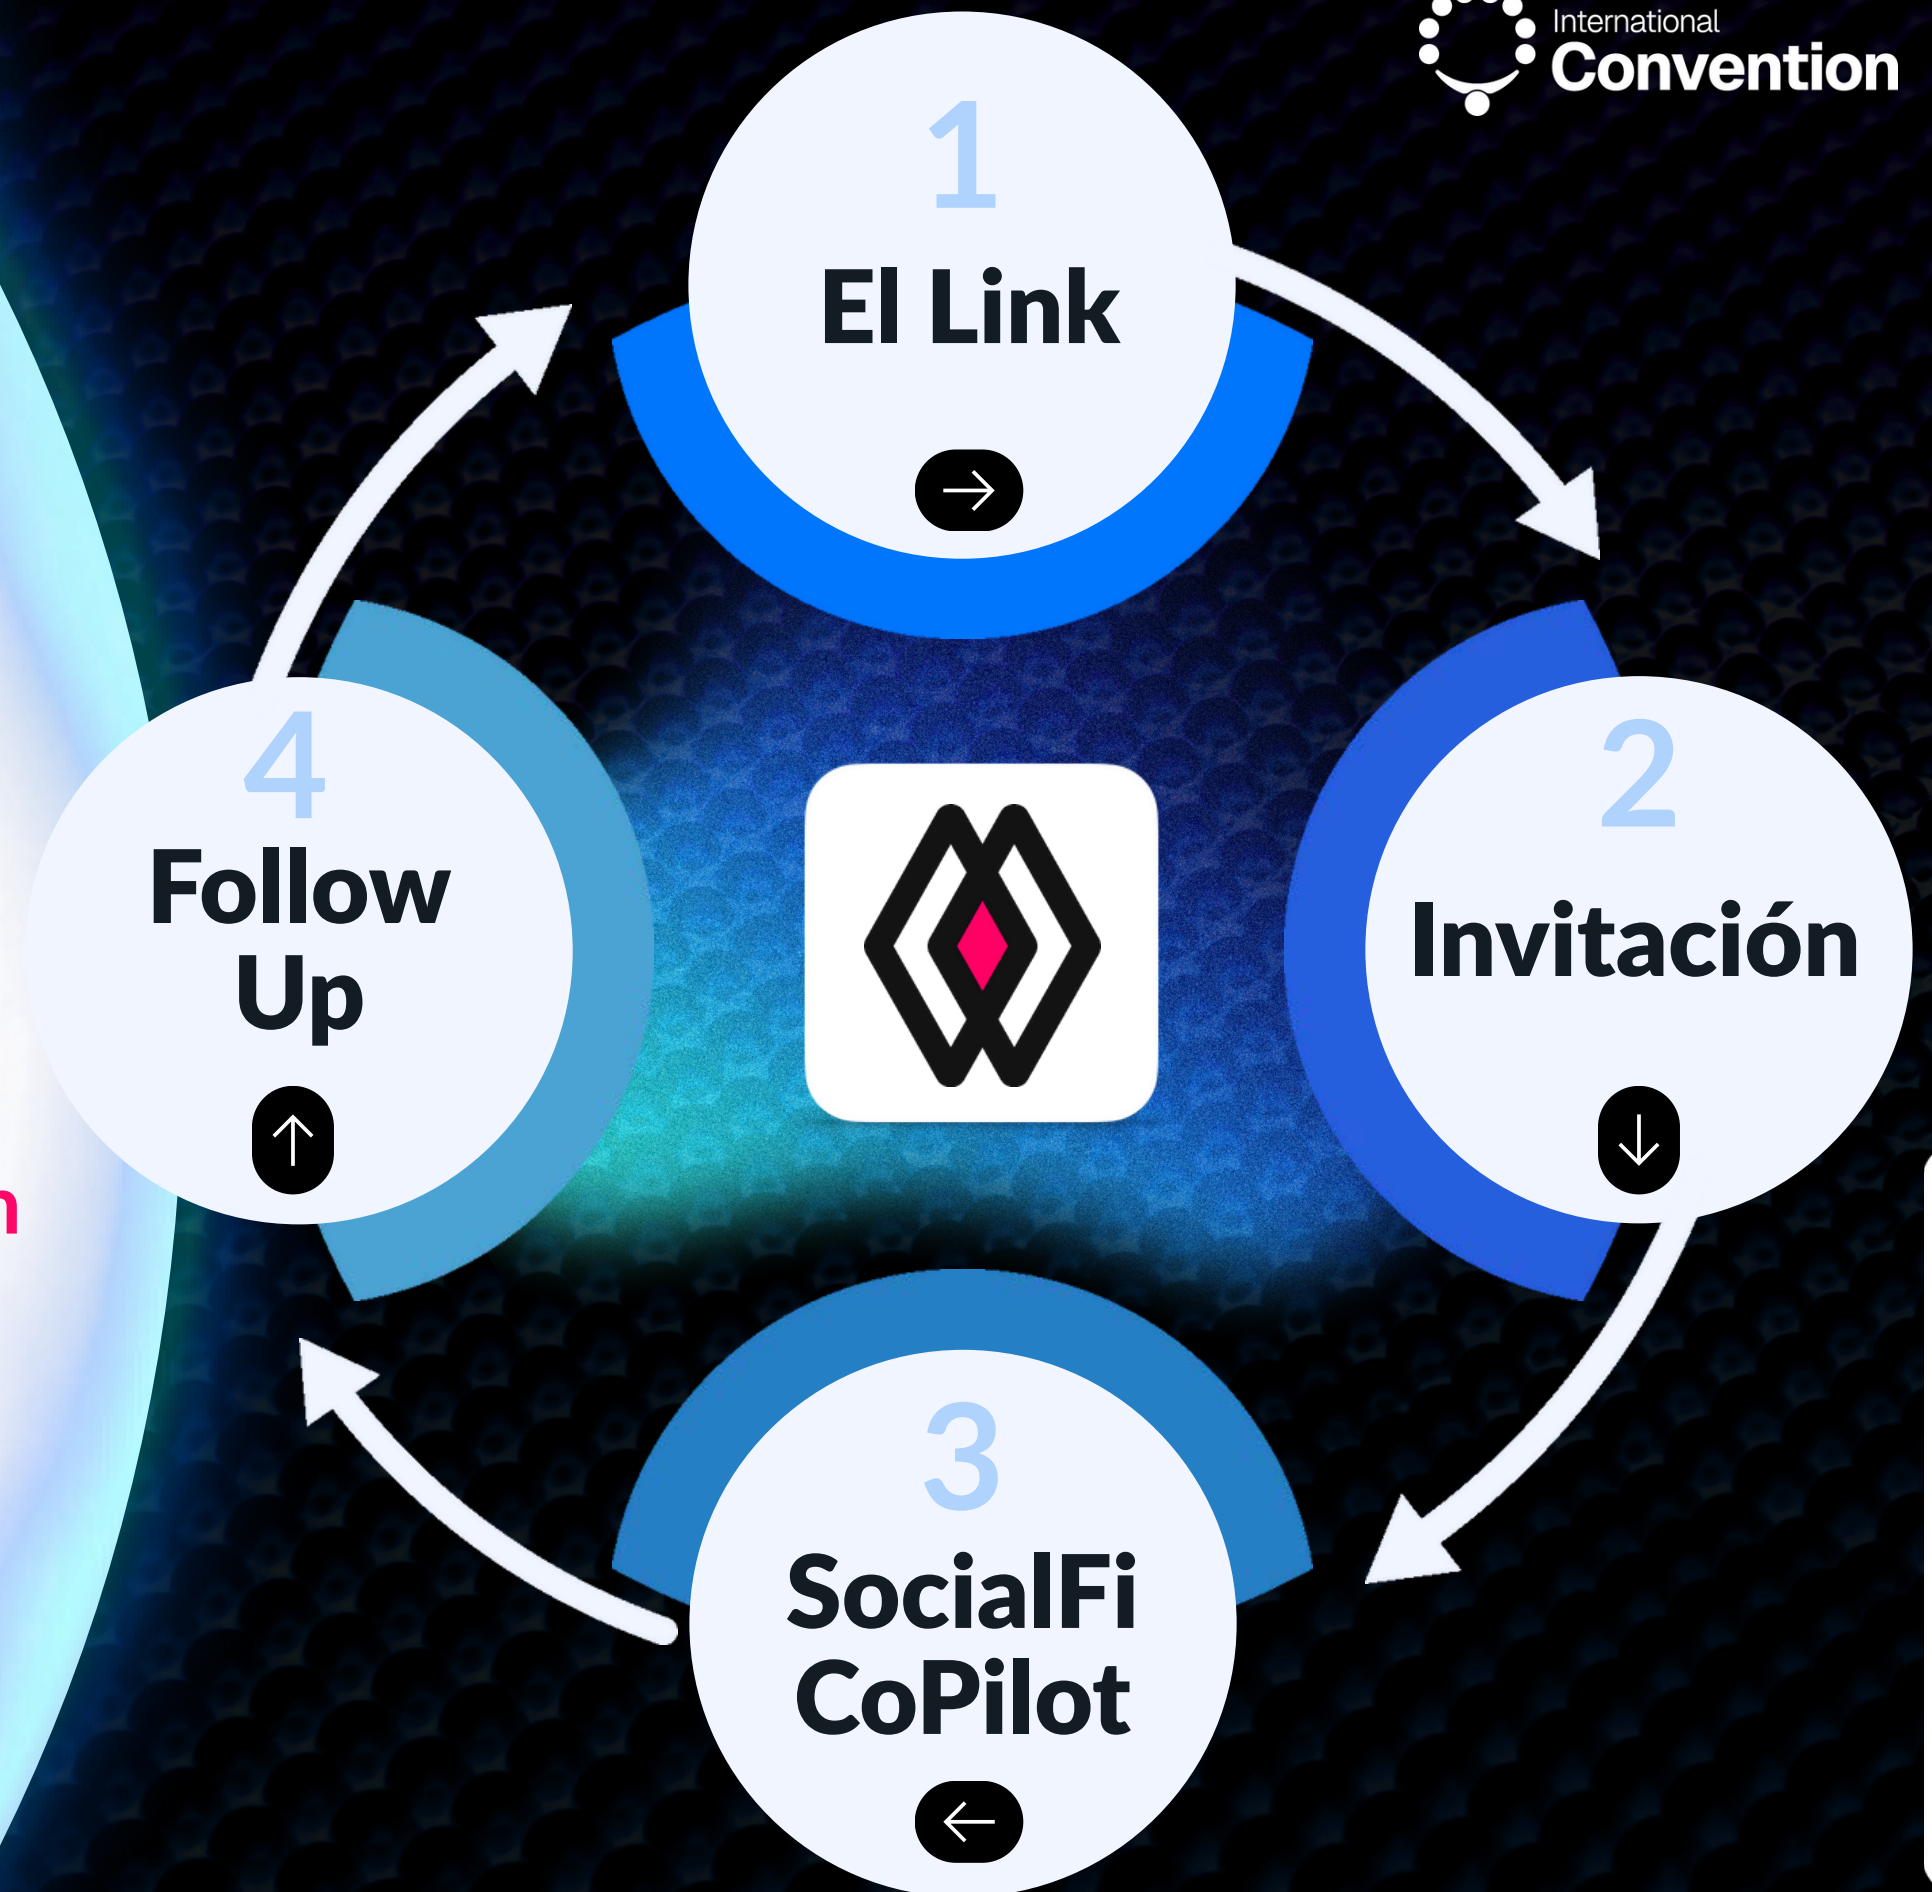 International
Convention
1
El Link
2
Invitación
3
SocialFi
CoPilot
4
Follow
Up